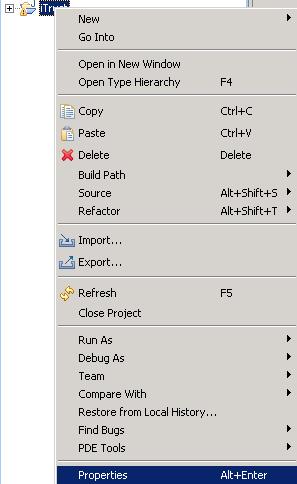 iTrust
New
Go Into
Open in New Window
Open Type Hierarchy F4
Copy Ctrl+C
Paste Ctrl+V
Delete Delete
Build Path
Source Alt+Shift+S
Refactor Alt+Shift+T
Import...
Export...
Refresh F5
Close Project
Run As
Debug As
Team
Compare With
Restore from Local History...
Find Bugs
PDE Tools
Properties Alt+Enter